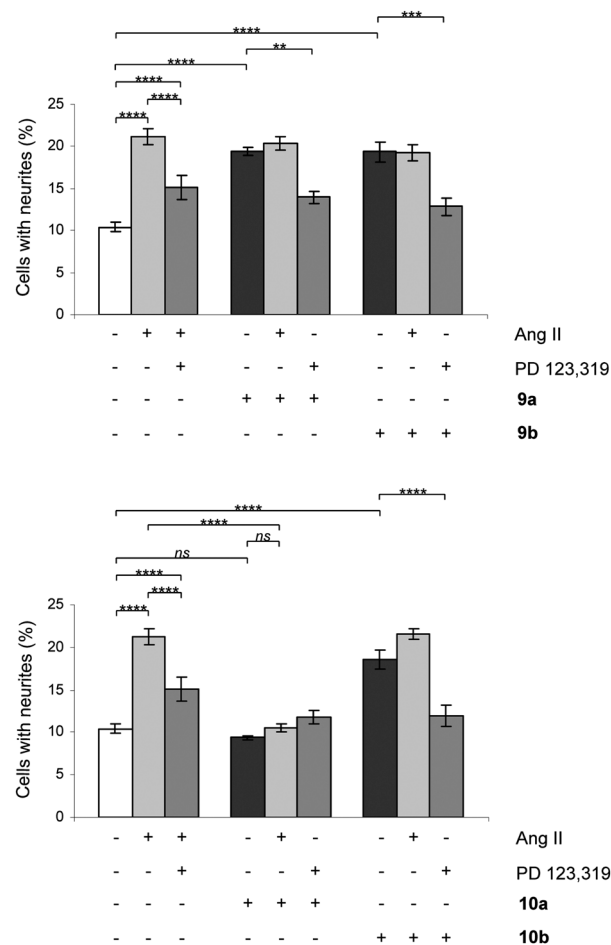 ****
***
****
**
****
****
****
25
20
15
10
5
0
Cells with neurites (%)
- + + - + - - + - Ang II
- - + - - + - - + PD 123,319
- - - + + + - - - 9a
- - - - - - + + + 9b
****
****
****
ns
ns
****
****
****
25
20
15
10
5
0
Cells with neurites (%)
- + + - + - - + - Ang II
- - + - - + - - + PD 123,319
- - - + + + - - - 10a
- - - - - - + + + 10b